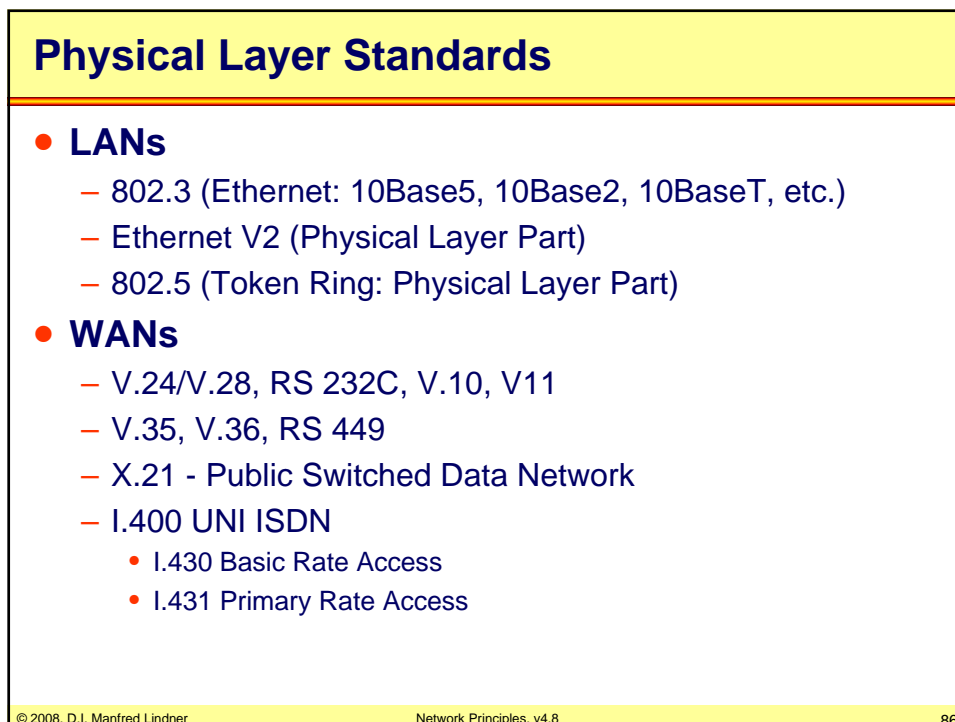 Physical Layer Standards
• LANs
– 802.3 (Ethernet: 10Base5, 10Base2, 10BaseT, etc.)
– Ethernet V2 (Physical Layer Part)
– 802.5 (Token Ring: Physical Layer Part)
• WANs
– V.24/V.28, RS 232C, V.10, V11
– V.35, V.36, RS 449
– X.21 - Public Switched Data Network
– I.400 UNI ISDN
• I.430 Basic Rate Access
• I.431 Primary Rate Access
© 2008, D.I. Manfred Lindner Network Principles, v4.8 86